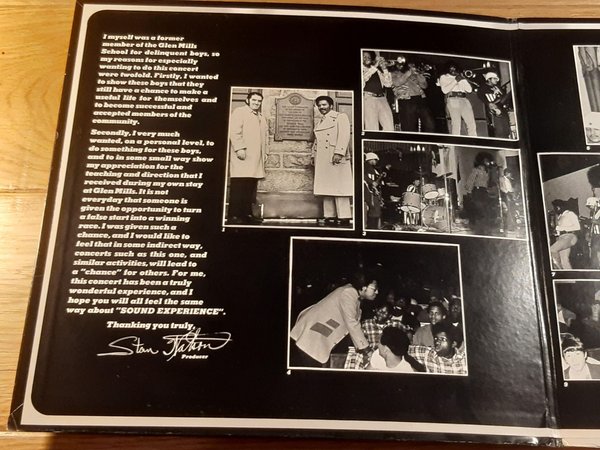 I myself was a former
member of the Glen Mills
School for delinquent boys, so
my reasons for especially
wanting to do this concert
were twofold. Firstly, I wanted
to show these boys that they
still have a chance to make a
useful life for themselves and
to become successful and
accepted members of the
community.
Secondly, I very much
wanted, on a personal level, to
do something for these boys,
and to in some small way show
my appreciation for the
teaching and direction that I
received during my own stay
at Glen Mills. It is not
everyday that someone is
given the opportunity to turn
a false start into a winning
race. I was given such a
chance, and I would like to
feel that in some indirect way,
concerts such as this one, and
similar activities, will lead to
a "chance" for others. For me,
this concert has been a truly
wonderful experience, and I
hope you will all feel the same
way about "SOUND EXPERIENCE".
Thanking you truly,
Stan Watson
Producer